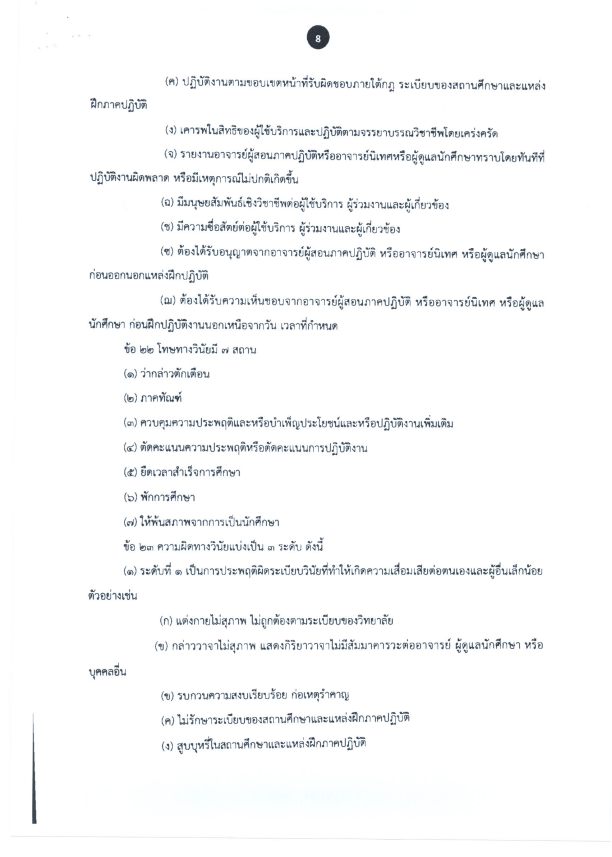 8
(ค) ปฏิบัติงานตามขอบเขตหน้าที่รับผิดชอบภายใต้กฎ ระเบียบของสถานศึกษาและแหล่ง
ฝึกภาคปฏิบัติ
(ง) เคารพในสิทธิของผู้ใช้บริการและปฏิบัติตามจรรยาบรรณวิชาชีพโดยเคร่งครัด
(จ) รายงานอาจารย์ผู้สอนภาคปฏิบัติหรืออาจารย์นิเทศหรือผู้ดูแลนักศึกษาทราบโดยทันทีที่
ปฏิบัติงานผิดพลาด หรือมีเหตุการณ์ไม่ปกติเกิดขึ้น
(ฉ) มีมนุษยสัมพันธ์เชิงวิชาชีพต่อผู้ใช้บริการ ผู้ร่วมงานและผู้เกี่ยวข้อง
(ช) มีความซื่อสัตย์ต่อผู้ใช้บริการ ผู้ร่วมงานและผู้เกี่ยวข้อง
(ซ) ต้องได้รับอนุญาตจากอาจารย์ผู้สอนภาคปฏิบัติ หรืออาจารย์นิเทศ หรือผู้ดูแลนักศึกษา
ก่อนออกนอกแหล่งฝึกปฏิบัติ
(ฌ) ต้องได้รับความเห็นชอบจากอาจารย์ผู้สอนภาคปฏิบัติ หรืออาจารย์นิเทศ หรือผู้ดูแล
นักศึกษา ก่อนฝึกปฏิบัติงานนอกเหนือจากวัน เวลาที่กำหนด
ข้อ ๒๒ โทษทางวินัยมี ๗ สถาน
(๑) ว่ากล่าวตักเตือน
(๒) ภาคทัณฑ์
(๓) ควบคุมความประพฤติและหรือบำเพ็ญประโยชน์และหรือปฏิบัติงานเพิ่มเติม
(๔) ตัดคะแนนความประพฤติหรือตัดคะแนนการปฏิบัติงาน
(๕) ยืดเวลาสำเร็จการศึกษา
(๖) พักการศึกษา
(๗) ให้พ้นสภาพจากการเป็นนักศึกษา
ข้อ ๒๓ ความผิดทางวินัยแบ่งเป็น ๓ ระดับ ดังนี้
(๑) ระดับที่ ๑ เป็นการประพฤติผิดระเบียบวินัยที่ทำให้เกิดความเสื่อมเสียต่อตนเองและผู้อื่นเล็กน้อย
ตัวอย่างเช่น
(ก) แต่งกายไม่สุภาพ ไม่ถูกต้องตามระเบียบของวิทยาลัย
(ข) กล่าววาจาไม่สุภาพ แสดงกิริยาวาจาไม่มีสัมมาคารวะต่ออาจารย์ ผู้ดูแลนักศึกษา หรือ
บุคคลอื่น
(ข) รบกวนความสงบเรียบร้อย ก่อเหตุรำคาญ
(ค) ไม่รักษาระเบียบของสถานศึกษาและแหล่งฝึกภาคปฏิบัติ
(ง) สูบบุหรี่ในสถานศึกษาและแหล่งฝึกภาคปฏิบัติ